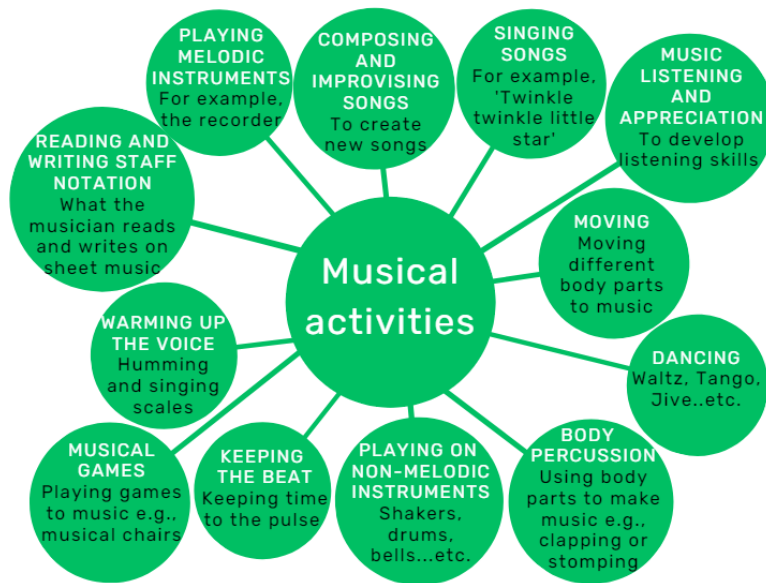 PLAYING
MELODIC
INSTRUMENTS
For example,
the recorder
COMPOSING
AND
IMPROVISING
SONGS
To create
new songs
SINGING
SONGS
For example,
'Twinkle
twinkle little
star'
MUSIC
LISTENING
AND
APPRECIATION
To develop
listening skills
READING AND
WRITING STAFF
NOTATION
What the
musician reads
and writes on
sheet music
Musical
activities
MOVING
Moving
different
body parts
to music
WARMING UP
THE VOICE
Humming
and singing
scales
DANCING
Waltz, Tango,
Jive..etc.
MUSICAL
GAMES
Playing games
to music e.g.,
musical chairs
KEEPING
THE BEAT
Keeping time
to the pulse
PLAYING ON
NON-MELODIC
INSTRUMENTS
Shakers,
drums,
bells...etc.
BODY
PERCUSSION
Using body
parts to make
music e.g.,
clapping or
stomping